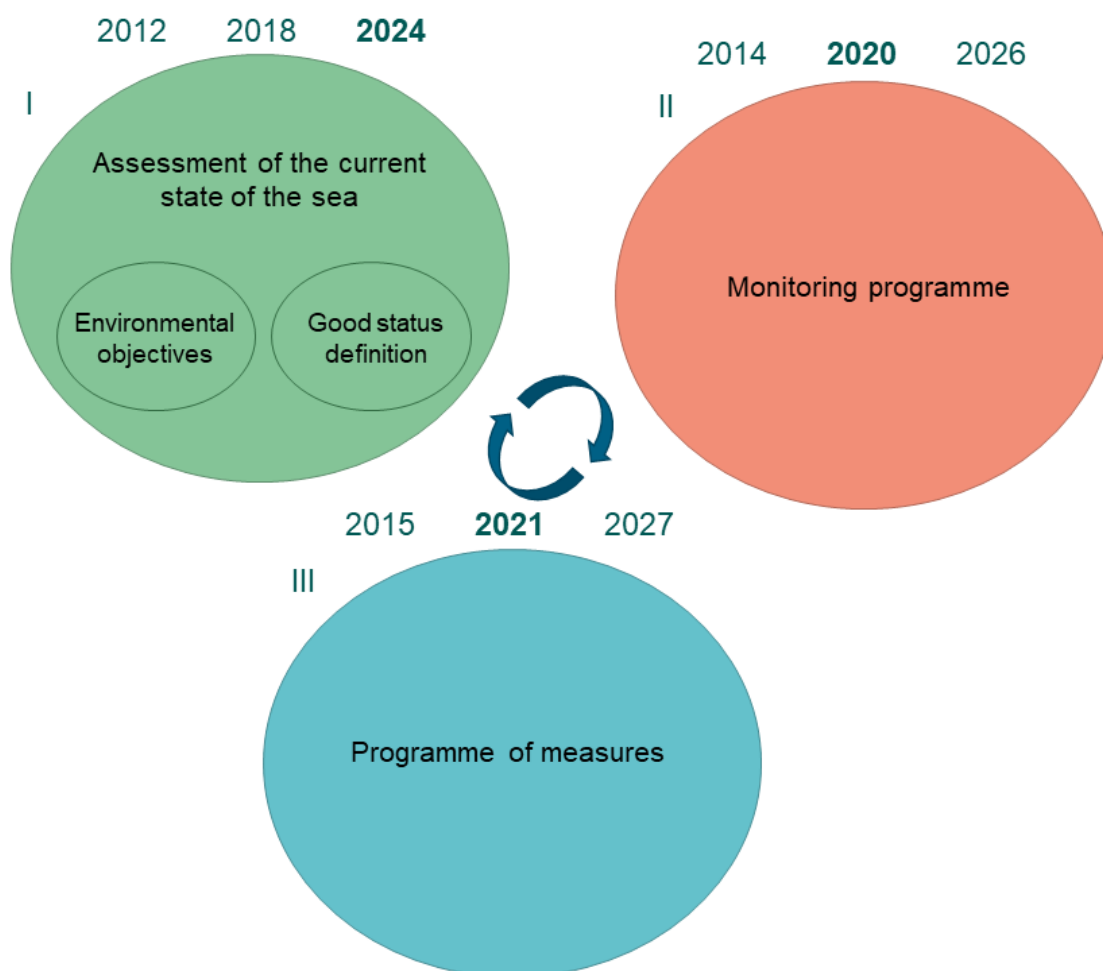 2012 2018 2024
I
Assessment of the current
state of the sea
Environmental
objectives
Good status
definition
2014 2020 2026
II
Monitoring programme
2015 2021 2027
III
Programme of measures